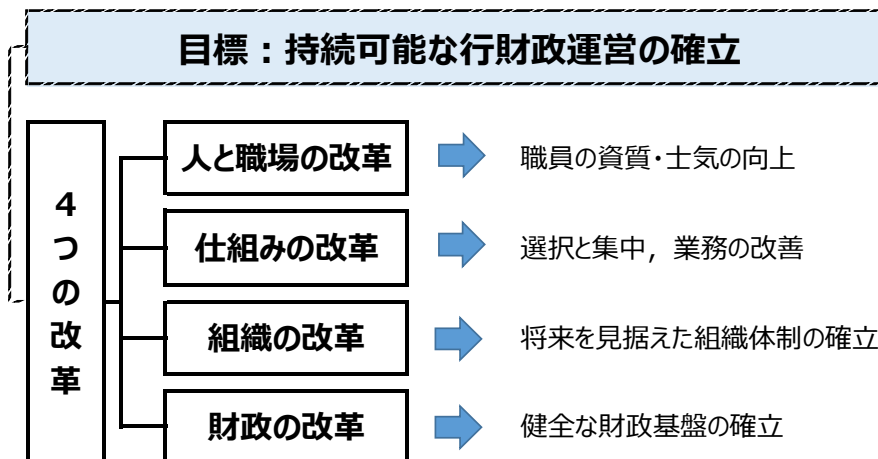 目標：持続可能な行財政運営の確立
4つの改革
人と職場の改革
職員の資質・士気の向上
仕組みの改革
選択と集中，業務の改善
組織の改革
将来を見据えた組織体制の確立
財政の改革
健全な財政基盤の確立